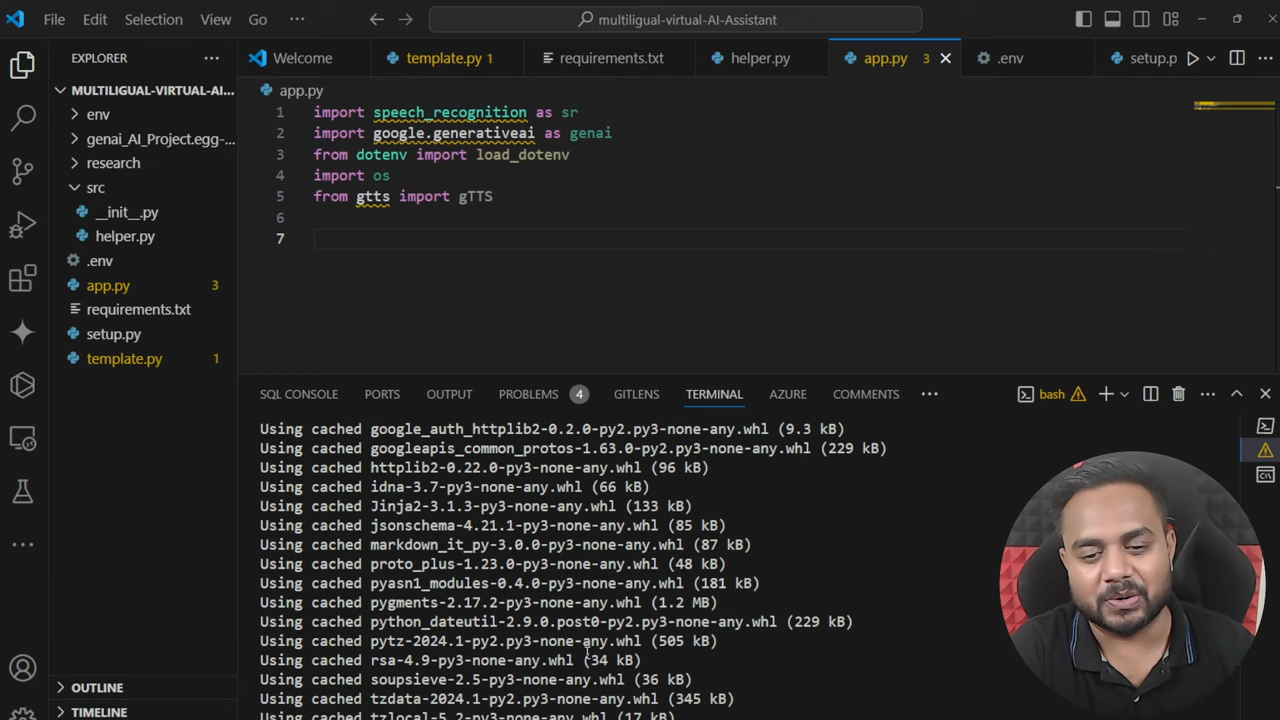 File Edit Selection View Go ··· multiligual-virtual-AI-Assistant
EXPLORER ···
Welcome template.py 1 requirements.txt helper.py app.py 3 .env setup.p ···
MULTILIGUAL-VIRTUAL-AI-...
env
genai_AI_Project.egg-...
research
src
__init__.py
helper.py
.env
app.py 3
requirements.txt
setup.py
template.py 1
OUTLINE
TIMELINE
app.py
1 import speech_recognition as sr
2 import google.generativeai as genai
3 from dotenv import load_dotenv
4 import os
5 from gtts import gTTS
6
7
SQL CONSOLE PORTS OUTPUT PROBLEMS 4 GITLENS TERMINAL AZURE COMMENTS ··· bash ···
Using cached google_auth_httplib2-0.2.0-py2.py3-none-any.whl (9.3 kB)
Using cached googleapis_common_protos-1.63.0-py2.py3-none-any.whl (229 kB)
Using cached httplib2-0.22.0-py3-none-any.whl (96 kB)
Using cached idna-3.7-py3-none-any.whl (66 kB)
Using cached Jinja2-3.1.3-py3-none-any.whl (133 kB)
Using cached jsonschema-4.21.1-py3-none-any.whl (85 kB)
Using cached markdown_it_py-3.0.0-py3-none-any.whl (87 kB)
Using cached proto_plus-1.23.0-py3-none-any.whl (48 kB)
Using cached pyasn1_modules-0.4.0-py3-none-any.whl (181 kB)
Using cached pygments-2.17.2-py3-none-any.whl (1.2 MB)
Using cached python_dateutil-2.9.0.post0-py2.py3-none-any.whl (229 kB)
Using cached pytz-2024.1-py2.py3-none-any.whl (505 kB)
Using cached rsa-4.9-py3-none-any.whl (34 kB)
Using cached soupsieve-2.5-py3-none-any.whl (36 kB)
Using cached tzdata-2024.1-py2.py3-none-any.whl (345 kB)
Using cached tzlocal-5.2-py3-none-any.whl (17 kB)